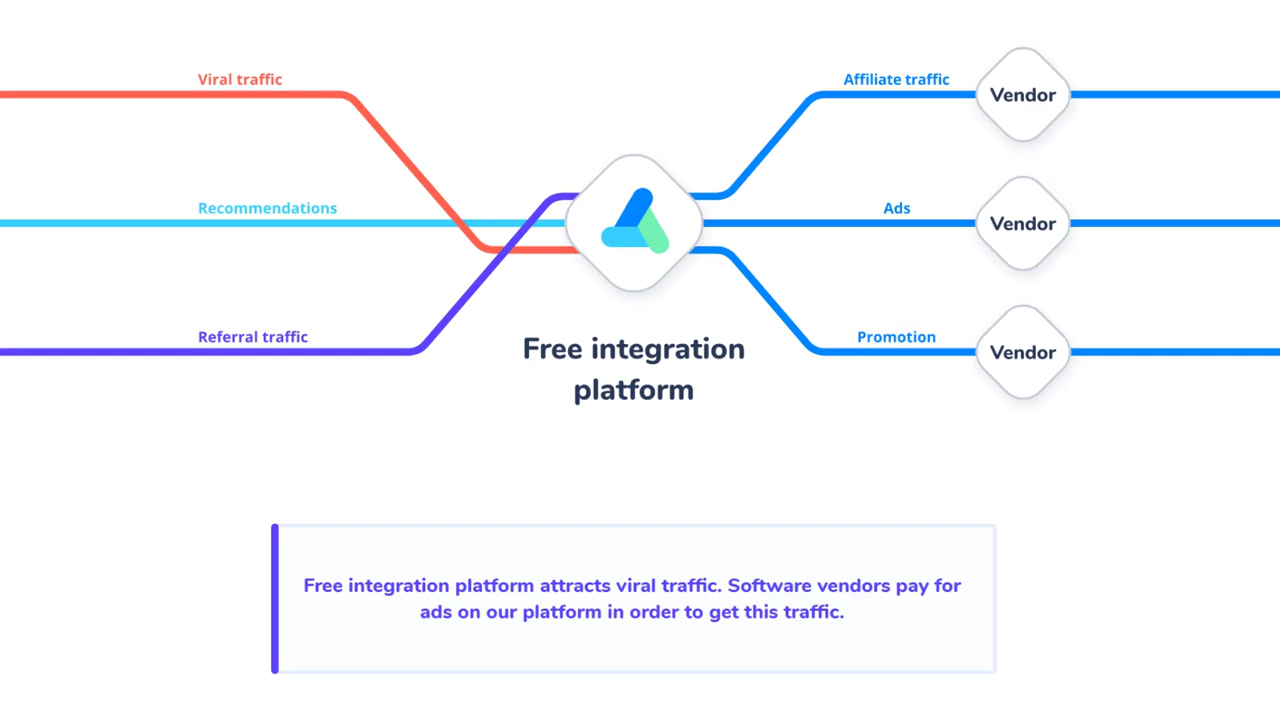 Viral traffic
Affiliate traffic
Vendor
Recommendations
Ads
Vendor
Referral traffic
Promotion
Vendor
Free integration
platform
Free integration platform attracts viral traffic. Software vendors pay for
ads on our platform in order to get this traffic.